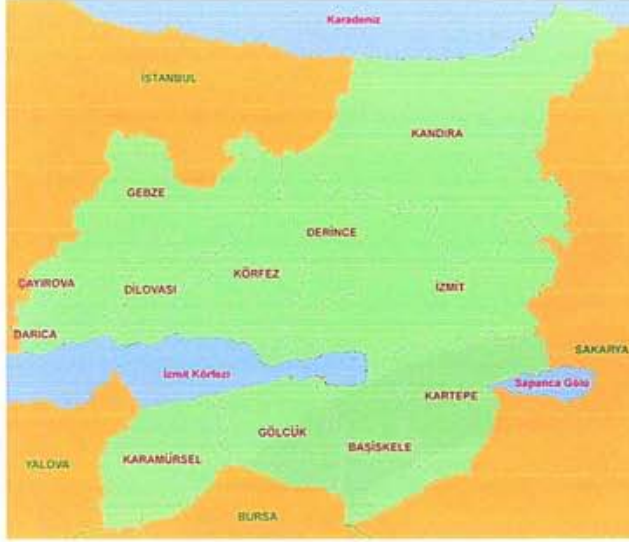 Karadeniz
İSTANBUL
KANDIRA
GEBZE
DERİNCE
KÖRFEZ
ÇAYIROVA
DİLOVASI
İZMİT
DARICA
SAKARYA
İzmit Körfezi
Sapanca Gölü
KARTEPE
GÖLCÜK
BAŞİSKELE
KARAMÜRSEL
YALOVA
BURSA